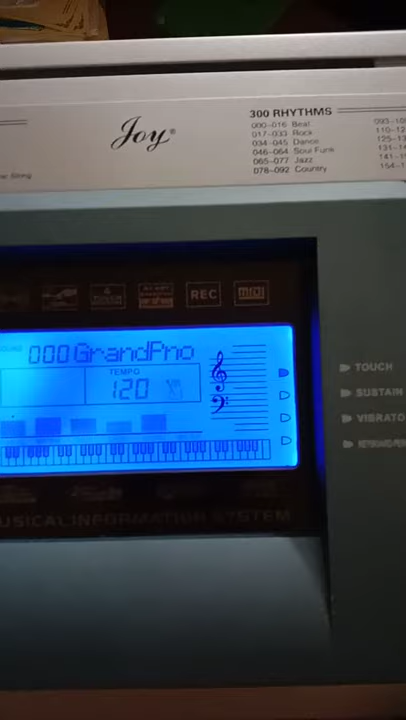 Joy®
300 RHYTHMS
000-016 Beat
017-033 Rock
034-045 Dance
046-064 Soul Funk
065-077 Jazz
078-092 Country
093-10
110-12
125-13
131-14
141-1
154-1
REC
MIDI
000GrandPno
TEMPO
120
TOUCH
SUSTAIN
VIBRATO
MUSICAL INFORMATION SYSTEM